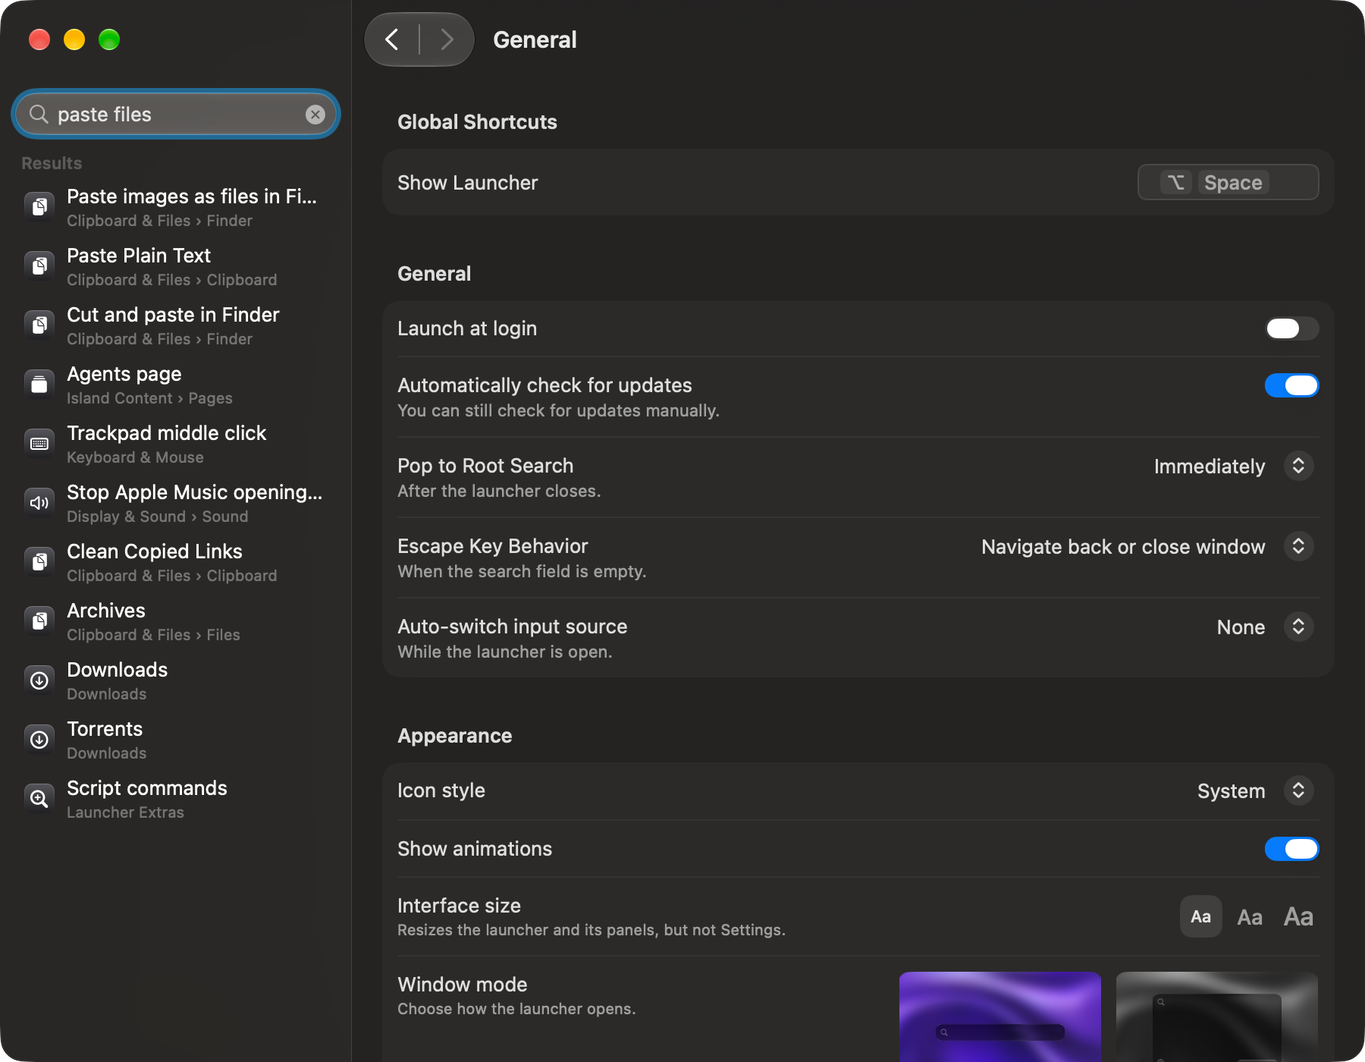 General
paste files
Results
Paste images as files in Fi...
Clipboard & Files › Finder
Paste Plain Text
Clipboard & Files › Clipboard
Cut and paste in Finder
Clipboard & Files › Finder
Agents page
Island Content › Pages
Trackpad middle click
Keyboard & Mouse
Stop Apple Music opening...
Display & Sound › Sound
Clean Copied Links
Clipboard & Files › Clipboard
Archives
Clipboard & Files › Files
Downloads
Downloads
Torrents
Downloads
Script commands
Launcher Extras
Global Shortcuts
Show Launcher
⌥ Space
General
Launch at login
Automatically check for updates
You can still check for updates manually.
Pop to Root Search
Immediately
After the launcher closes.
Escape Key Behavior
Navigate back or close window
When the search field is empty.
Auto-switch input source
None
While the launcher is open.
Appearance
Icon style
System
Show animations
Interface size
Aa Aa Aa
Resizes the launcher and its panels, but not Settings.
Window mode
Choose how the launcher opens.